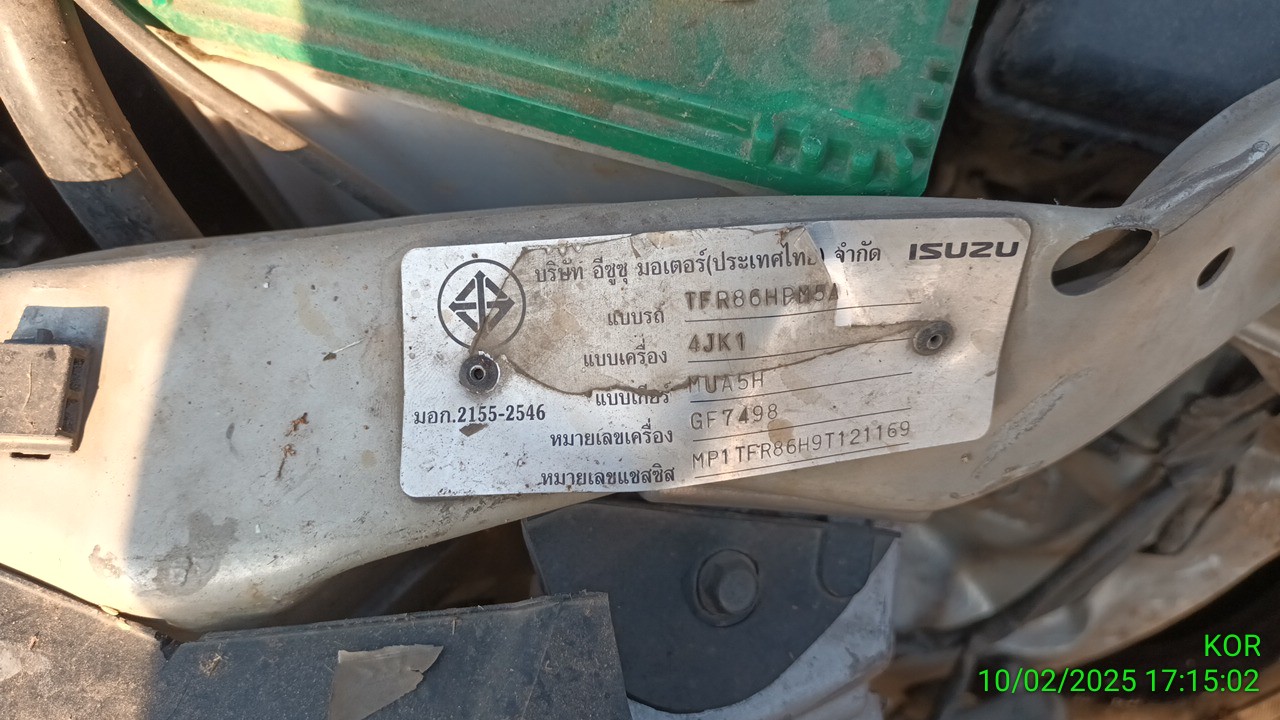 บริษัท อีซูซุ มอเตอร์(ประเทศไทย) จำกัด ISUZU
แบบรถ TFR86HPM5A
แบบเครื่อง 4JK1
แบบเกียร์ MUA5H
มอก.2155-2546
หมายเลขเครื่อง GF7498
หมายเลขแชสซิส MP1TFR86H9T121169
KOR
10/02/2025 17:15:02